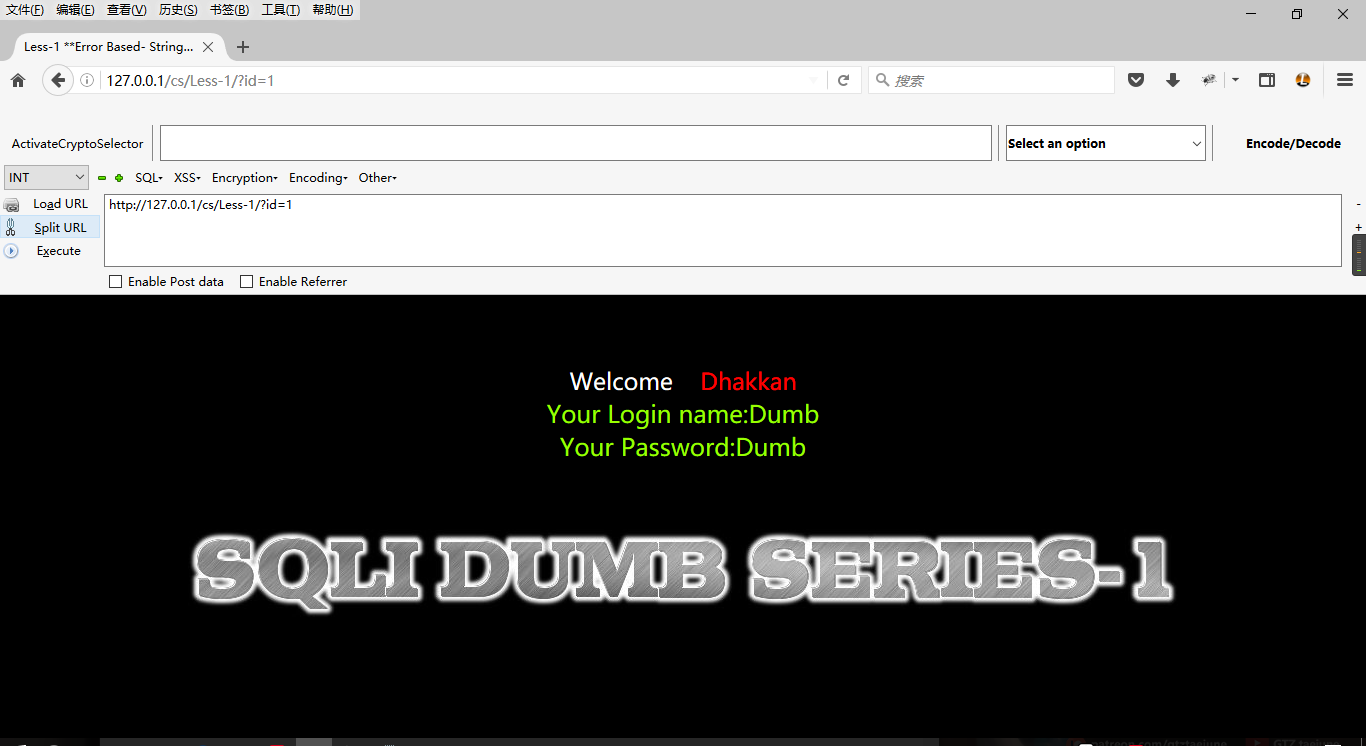 文件(F) 编辑(E) 查看(V) 历史(S) 书签(B) 工具(T) 帮助(H)
Less-1 **Error Based- String...
127.0.0.1/cs/Less-1/?id=1
搜索
ActivateCryptoSelector
Select an option
Encode/Decode
INT
SQL
XSS
Encryption
Encoding
Other
Load URL
http://127.0.0.1/cs/Less-1/?id=1
Split URL
Execute
Enable Post data
Enable Referrer
Welcome Dhakkan
Your Login name:Dumb
Your Password:Dumb
SQLI DUMB SERIES-1